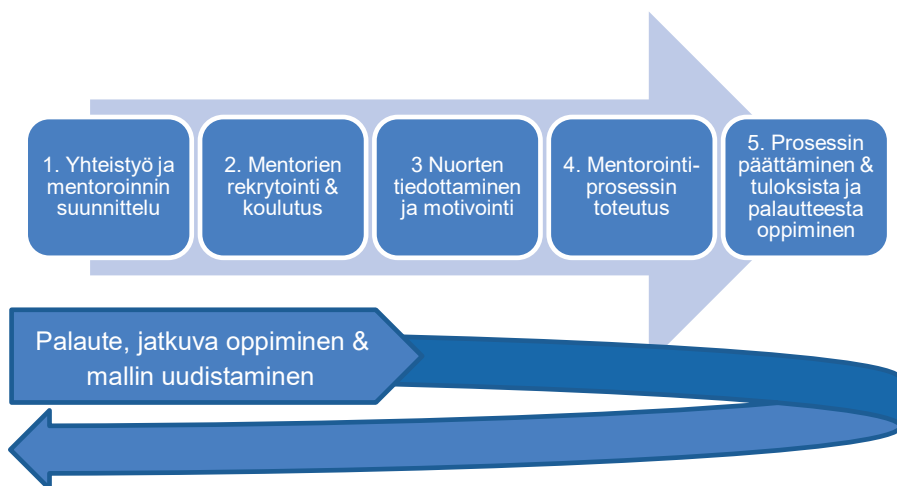 1. Yhteistyö ja
mentoroinnin
suunnittelu
2. Mentorien
rekrytointi &
koulutus
3 Nuorten
tiedottaminen
ja motivointi
4. Mentorointi-
prosessin
toteutus
5. Prosessin
päättäminen &
tuloksista ja
palautteesta
oppiminen
Palaute, jatkuva oppiminen &
mallin uudistaminen